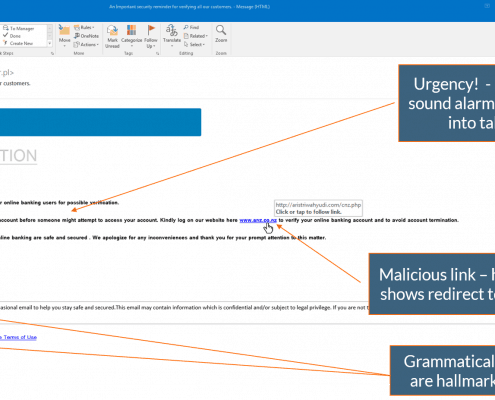 An Important security reminder for verifying all our customers. - Message (HTML)
To Manager
Done
Create New
Steps
Move
Rules
OneNote
Actions
Move
Mark Unread
Categorize
Follow Up
Tags
Translate
Find
Related
Select
Editing
Zoom
Zoom
r.pl>
ur customers.
TION
r online banking users for possible verification.
account before someone might attempt to access your account. Kindly log on our website here www.anz.co.nz to verify your online banking account and to avoid account termination.
http://anstriwahyudi.com/cnz.php
Click or tap to follow link.
nline banking are safe and secured . We apologize for any inconveniences and thank you for your prompt attention to this matter.
asional email to help you stay safe and secured.This email may contain Information which is confidential and/or subject to legal privilege. If you are not t
e Terms of Use
Urgency! -
sound alarm
into ta
Malicious link – h
shows redirect t
Grammatical
are hallmar